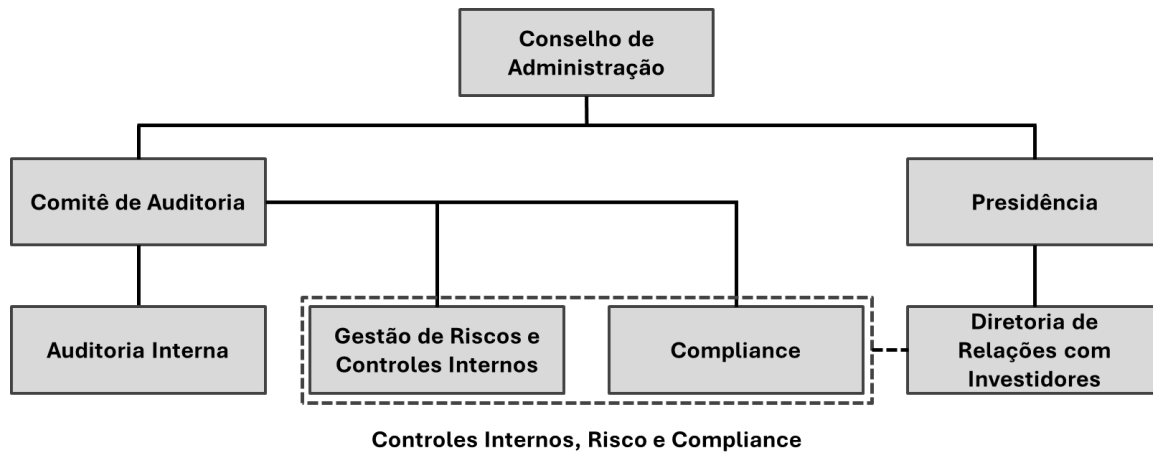 Conselho de
Administração
Comitê de Auditoria
Presidência
Auditoria Interna
Gestão de Riscos e
Controles Internos
Compliance
Diretoria de
Relações com
Investidores
Controles Internos, Risco e Compliance